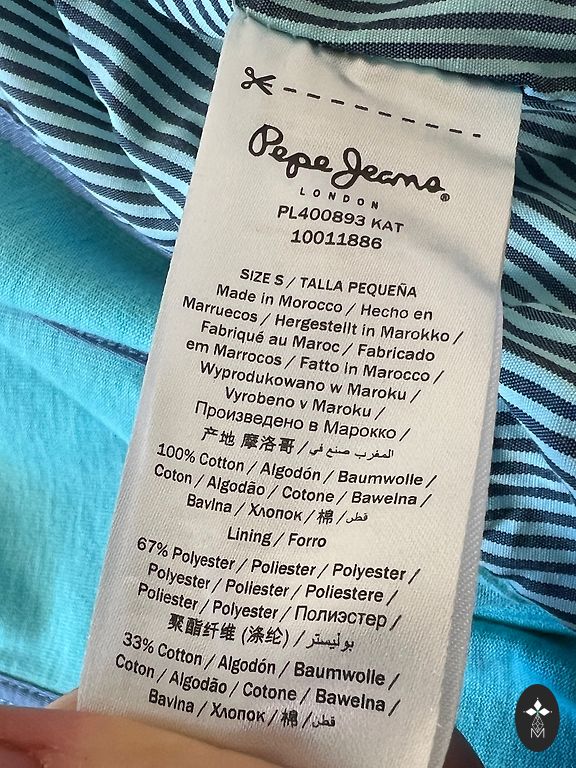 Pepe Jeans®
LONDON
PL400893 KAT
10011886
SIZE S / TALLA PEQUEÑA
Made in Morocco / Hecho en
Marruecos / Hergestellt in Marokko /
Fabriqué au Maroc / Fabricado
em Marrocos / Fatto in Marocco /
Wyprodukowano w Maroku /
Vyrobeno v Maroku /
Произведено в Марокко /
产地 摩洛哥 / المغرب صنع في
100% Cotton / Algodón / Baumwolle /
Coton / Algodão / Cotone / Bawełna /
Bavlna / Хлопок / 棉 / قطن
Lining / Forro
67% Polyester / Poliester / Polyester /
Polyester / Poliester / Poliestere /
Poliester / Polyester / Полиэстер /
聚酯纤维 (涤纶) / بوليستر
33% Cotton / Algodón / Baumwolle /
Coton / Algodão / Cotone / Bawełna /
Bavlna / Хлопок / 棉 / قطن
M